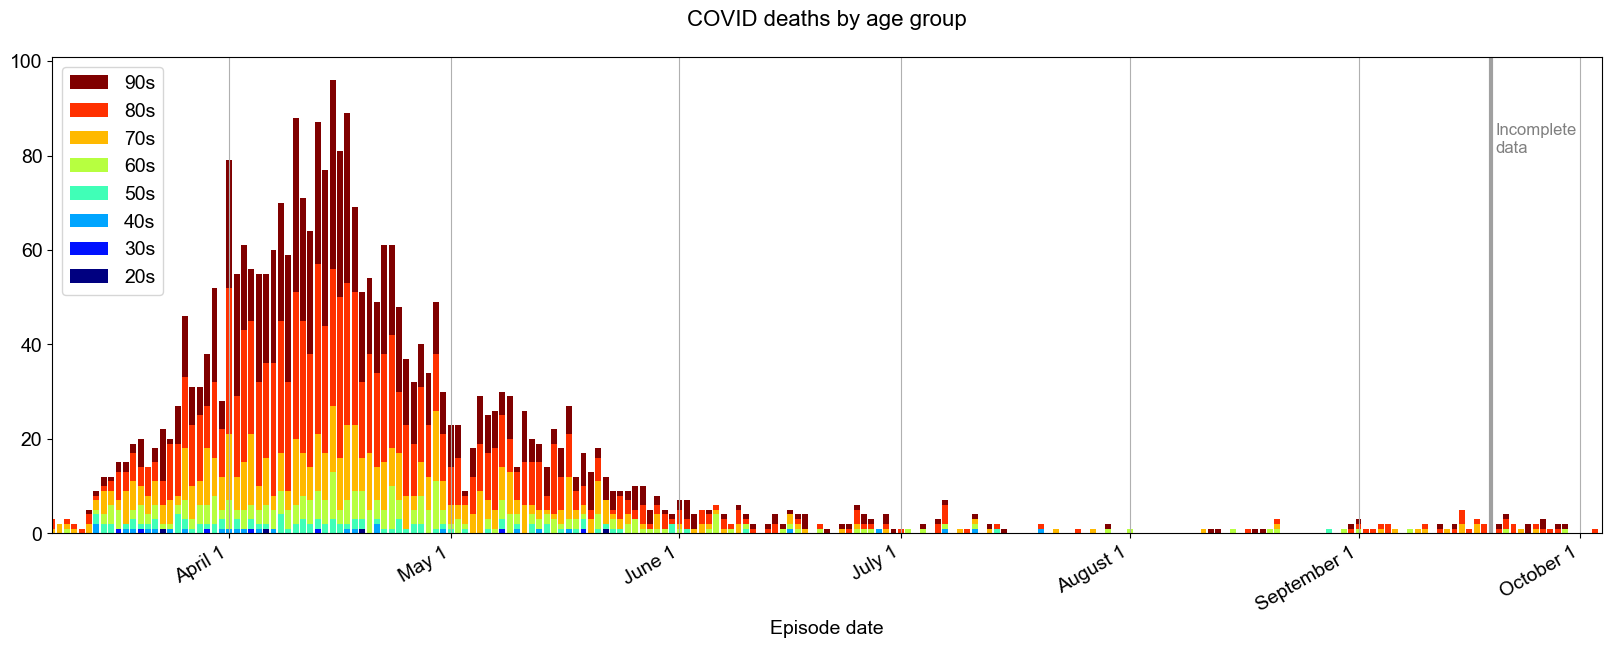 COVID deaths by age group
100
80
60
40
20
0
90s
80s
70s
60s
50s
40s
30s
20s
Incomplete
data
April 1
May 1
June 1
July 1
August 1
September 1
October 1
Episode date